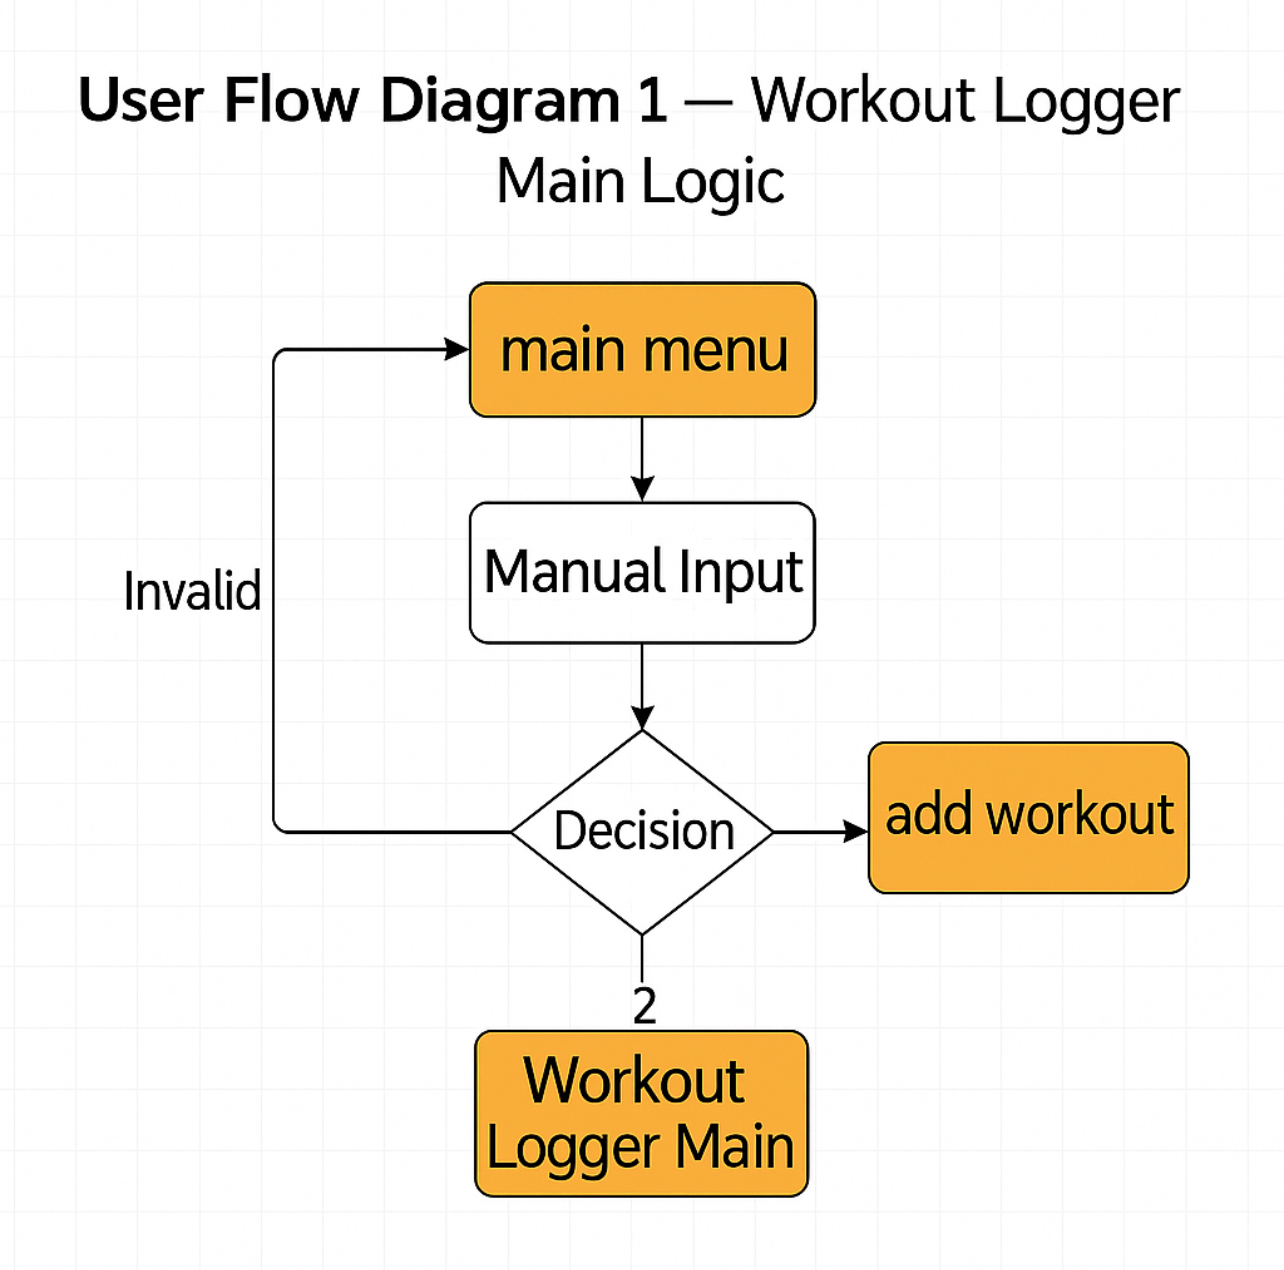 User Flow Diagram 1 — Workout Logger
Main Logic
main menu
Manual Input
Invalid
Decision
add workout
2
Workout
Logger Main